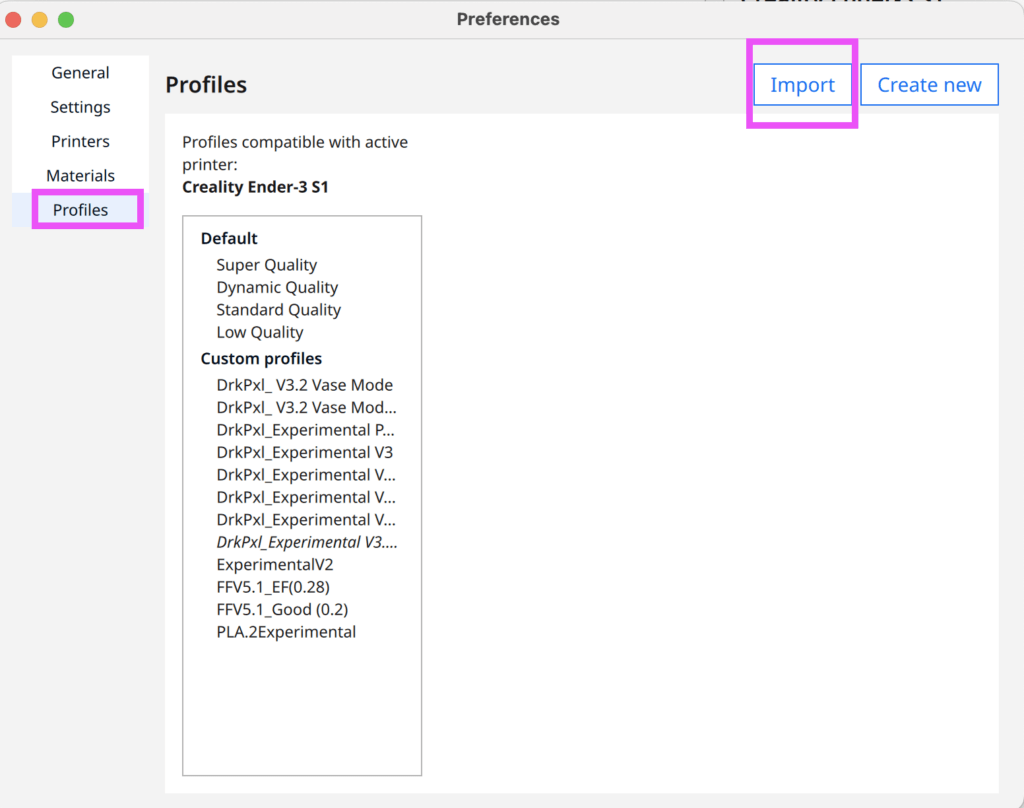 Preferences
General
Settings
Printers
Materials
Profiles
Profiles
Import
Create new
Profiles compatible with active
printer:
Creality Ender-3 S1
Default
Super Quality
Dynamic Quality
Standard Quality
Low Quality
Custom profiles
DrkPxl_ V3.2 Vase Mode
DrkPxl_ V3.2 Vase Mod...
DrkPxl_Experimental P...
DrkPxl_Experimental V3
DrkPxl_Experimental V...
DrkPxl_Experimental V...
DrkPxl_Experimental V...
DrkPxl_Experimental V3....
ExperimentalV2
FFV5.1_EF(0.28)
FFV5.1_Good (0.2)
PLA.2Experimental